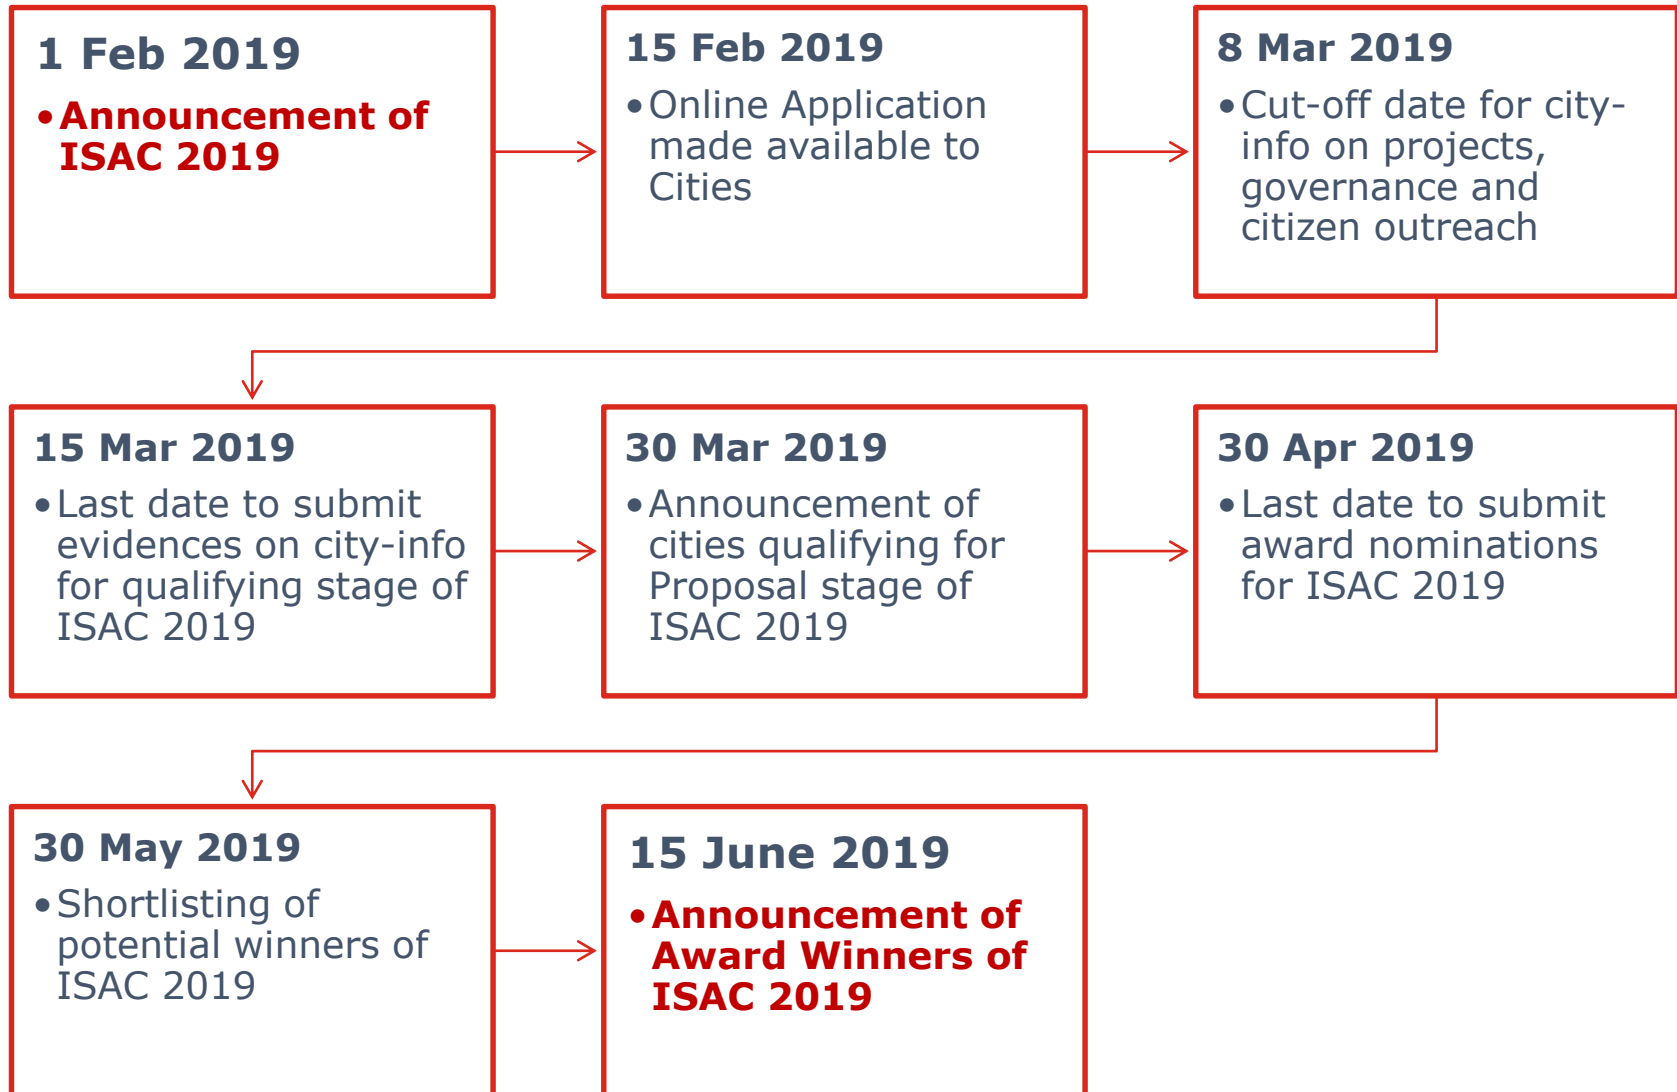 1 Feb 2019
•Announcement of
ISAC 2019
15 Feb 2019
•Online Application
made available to
Cities
8 Mar 2019
•Cut-off date for city-
info on projects,
governance and
citizen outreach
15 Mar 2019
•Last date to submit
evidences on city-info
for qualifying stage of
ISAC 2019
30 Mar 2019
•Announcement of
cities qualifying for
Proposal stage of
ISAC 2019
30 Apr 2019
•Last date to submit
award nominations
for ISAC 2019
30 May 2019
•Shortlisting of
potential winners of
ISAC 2019
15 June 2019
•Announcement of
Award Winners of
ISAC 2019